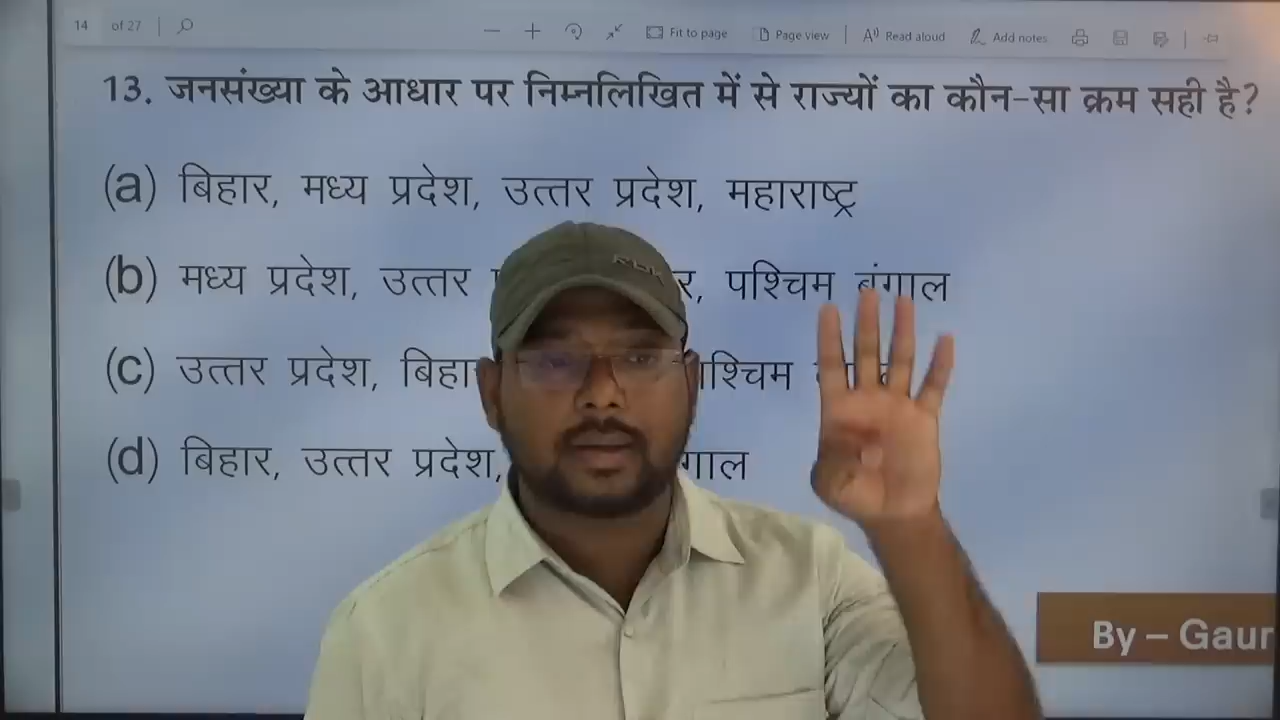 14 of 27 Fit to page Page view Read aloud Add notes
13. जनसंख्या के आधार पर निम्नलिखित में से राज्यों का कौन-सा क्रम सही है?
(a) बिहार, मध्य प्रदेश, उत्तर प्रदेश, महाराष्ट्र
(b) मध्य प्रदेश, उत्तर र, पश्चिम बंगाल
(c) उत्तर प्रदेश, बिहा पश्चिम
(d) बिहार, उत्तर प्रदेश, गाल
By – Gaur